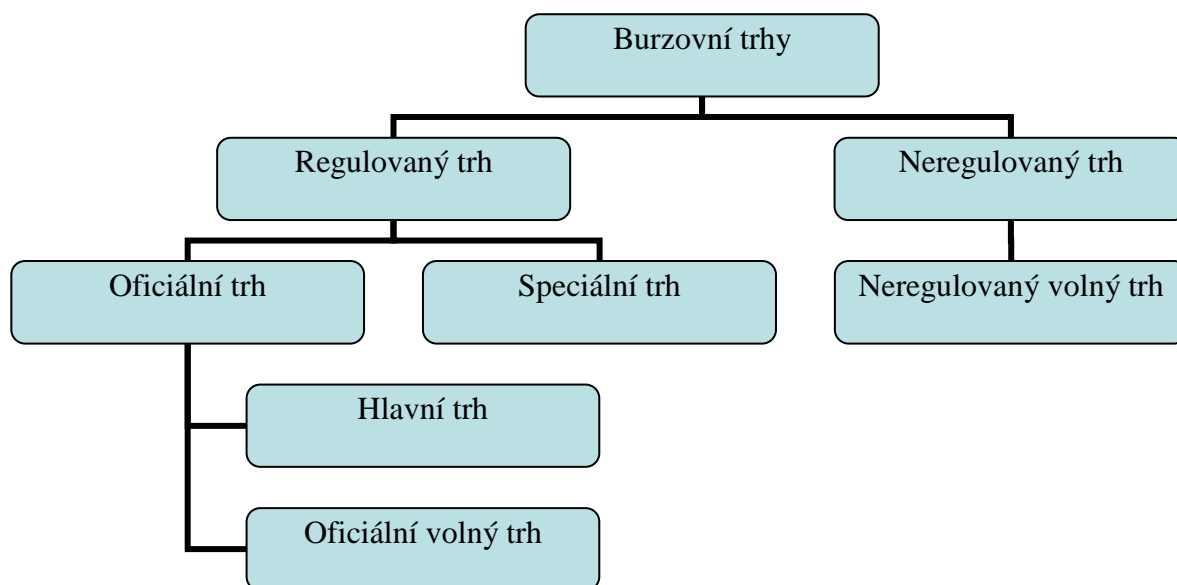 Burzovní trhy
Regulovaný trh
Neregulovaný trh
Oficiální trh
Speciální trh
Neregulovaný volný trh
Hlavní trh
Oficiální volný trh